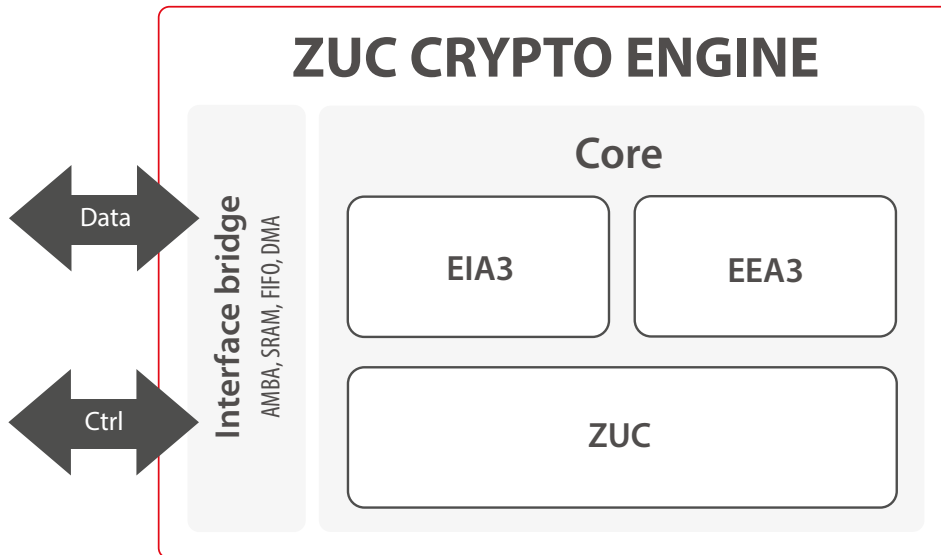 ZUC CRYPTO ENGINE
Data
Ctrl
Interface bridge
AMBA, SRAM, FIFO, DMA
Core
EIA3
EEA3
ZUC